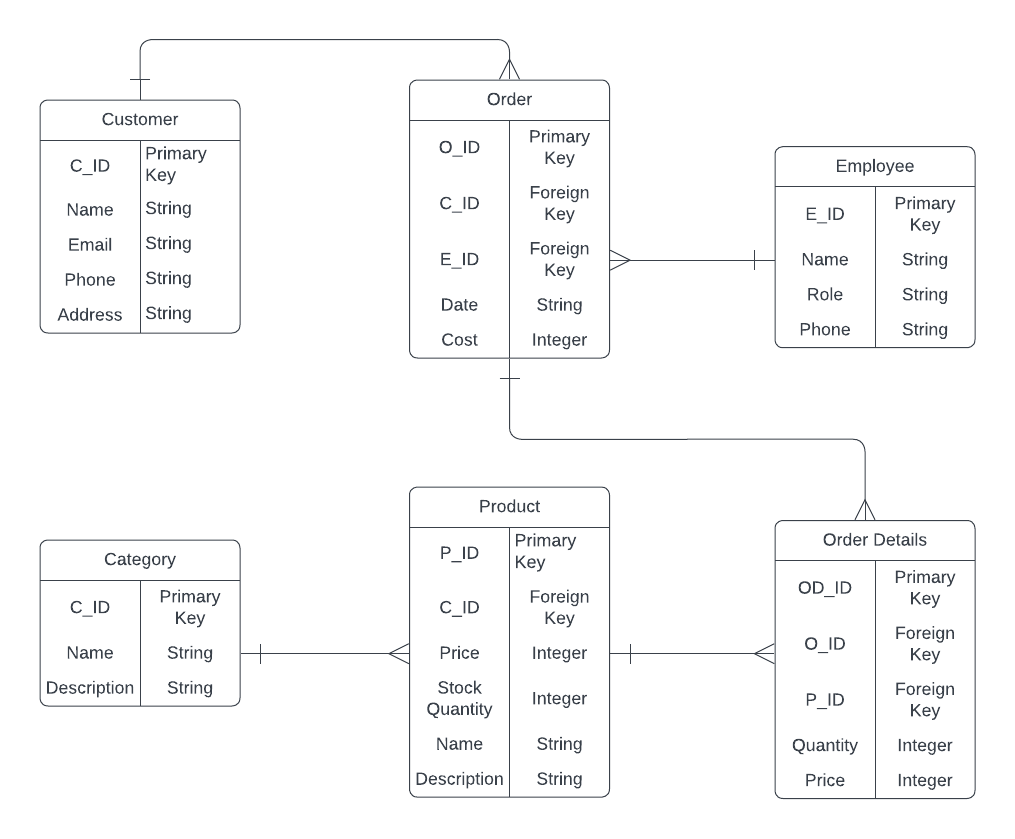 Customer
C_ID Primary
Key
Name String
Email String
Phone String
Address String
Order
O_ID Primary
Key
C_ID Foreign
Key
E_ID Foreign
Key
Date String
Cost Integer
Employee
E_ID Primary
Key
Name String
Role String
Phone String
Category
C_ID Primary
Key
Name String
Description String
Product
P_ID Primary
Key
C_ID Foreign
Key
Price Integer
Stock
Quantity Integer
Name String
Description String
Order Details
OD_ID Primary
Key
O_ID Foreign
Key
P_ID Foreign
Key
Quantity Integer
Price Integer